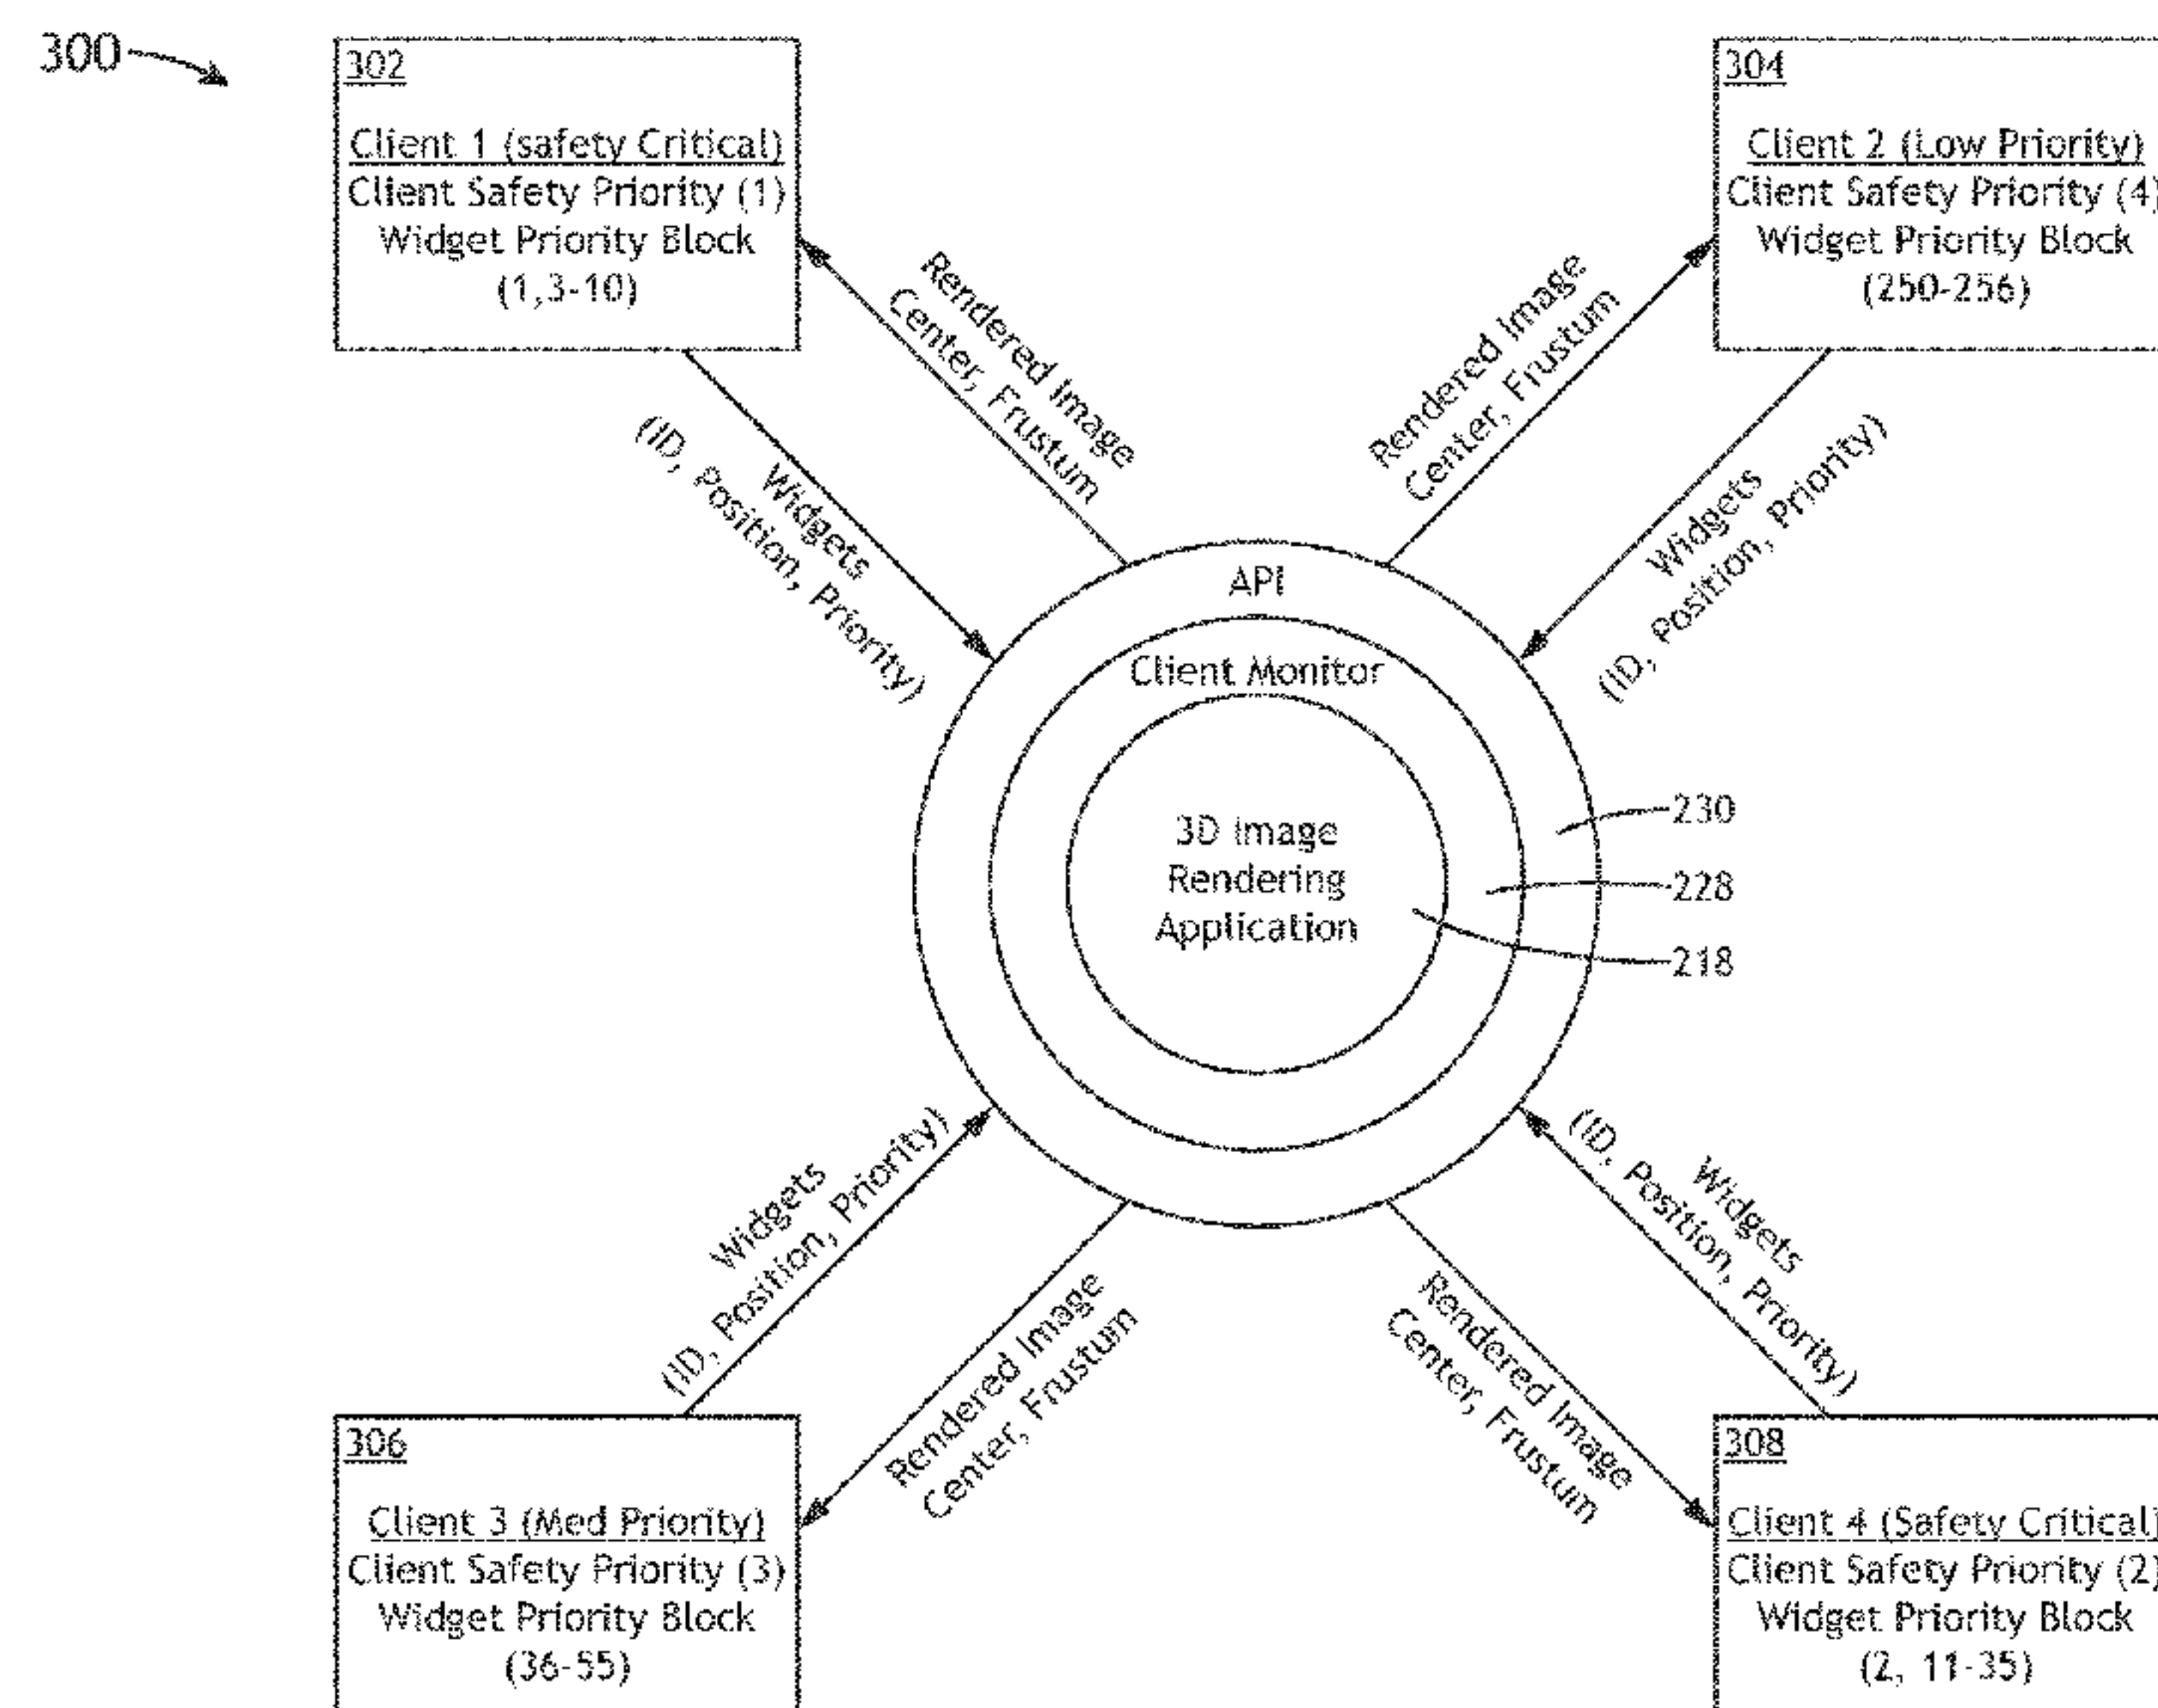 300
302
Client 1 (safety Critical)
Client Safety Priority (1)
Widget Priority Block
(1,3-10)
304
Client 2 (Low Priority)
Client Safety Priority (4)
Widget Priority Block
(250-256)
Rendered Image
Center, Frustum
Widgets
(ID, Position, Priority)
Rendered Image
Center, Frustum
Widgets
(ID, Position, Priority)
API
Client Monitor
3D Image
Rendering
Application
230
228
218
Widgets
(ID, Position, Priority)
Rendered Image
Center, Frustum
Widgets
(ID, Position, Priority)
Rendered Image
Center, Frustum
306
Client 3 (Med Priority)
Client Safety Priority (3)
Widget Priority Block
(36-55)
308
Client 4 (Safety Critical)
Client Safety Priority (2)
Widget Priority Block
(2, 11-35)